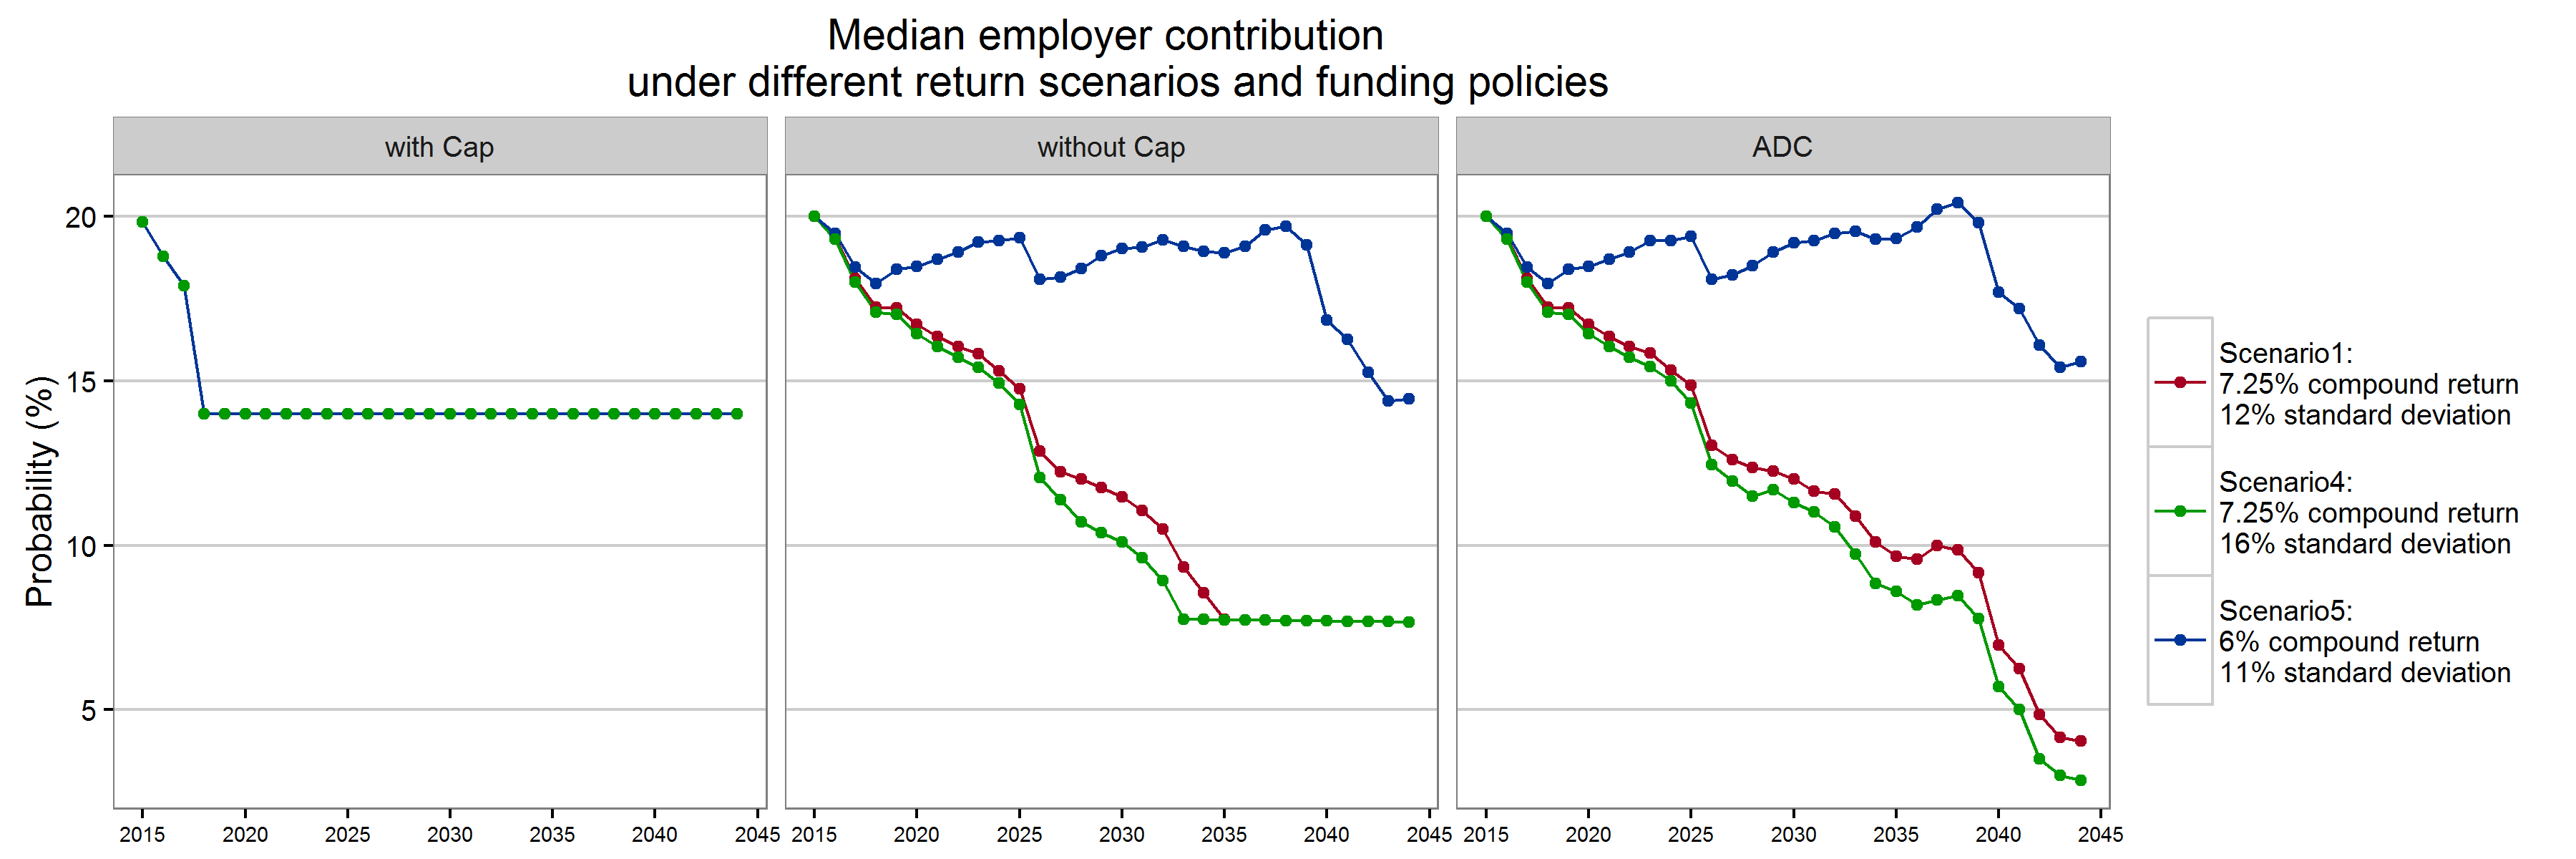 Median employer contribution
under different return scenarios and funding policies
with Cap
without Cap
ADC
Probability (%)
20
15
10
5
2015 2020 2025 2030 2035 2040 2045
2015 2020 2025 2030 2035 2040 2045
2015 2020 2025 2030 2035 2040 2045
Scenario1:
7.25% compound return
12% standard deviation
Scenario4:
7.25% compound return
16% standard deviation
Scenario5:
6% compound return
11% standard deviation